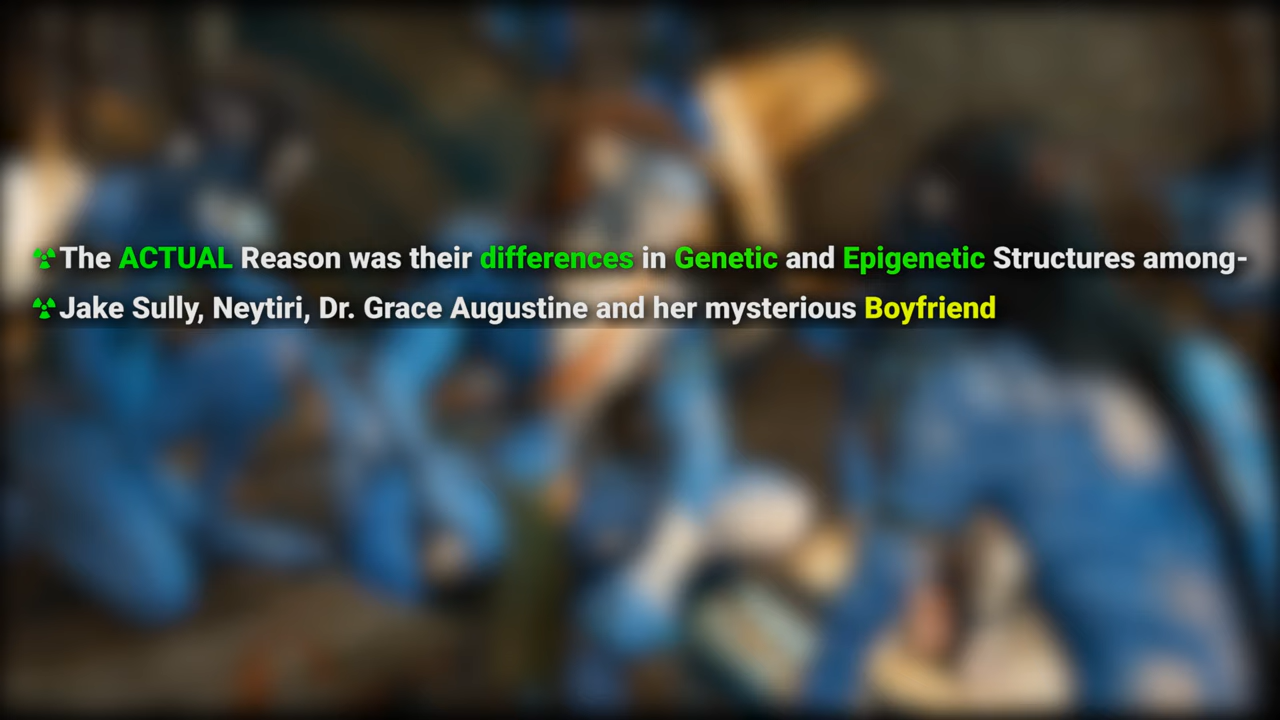 The ACTUAL Reason was their differences in Genetic and Epigenetic Structures among-
Jake Sully, Neytiri, Dr. Grace Augustine and her mysterious Boyfriend